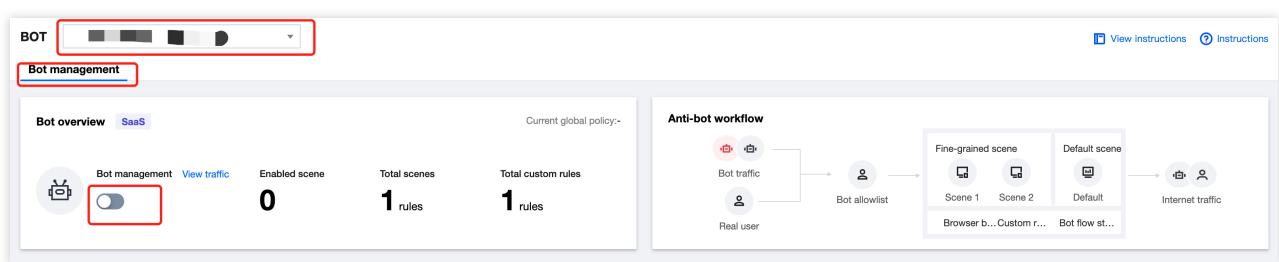 BOT
View instructions
Instructions
Bot management
Bot overview
SaaS
Current global policy:-
Bot management
View traffic
Enabled scene
0
Total scenes
1 rules
Total custom rules
1 rules
Anti-bot workflow
Bot traffic
Real user
Bot allowlist
Fine-grained scene
Scene 1
Scene 2
Browser b...
Custom r...
Default scene
Default
Bot flow st...
Internet traffic